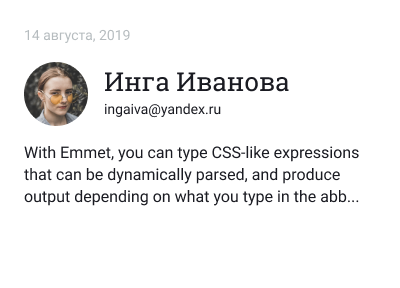 14 августа, 2019
Инга Иванова
ingaiva@yandex.ru
With Emmet, you can type CSS-like expressions
that can be dynamically parsed, and produce
output depending on what you type in the abb...